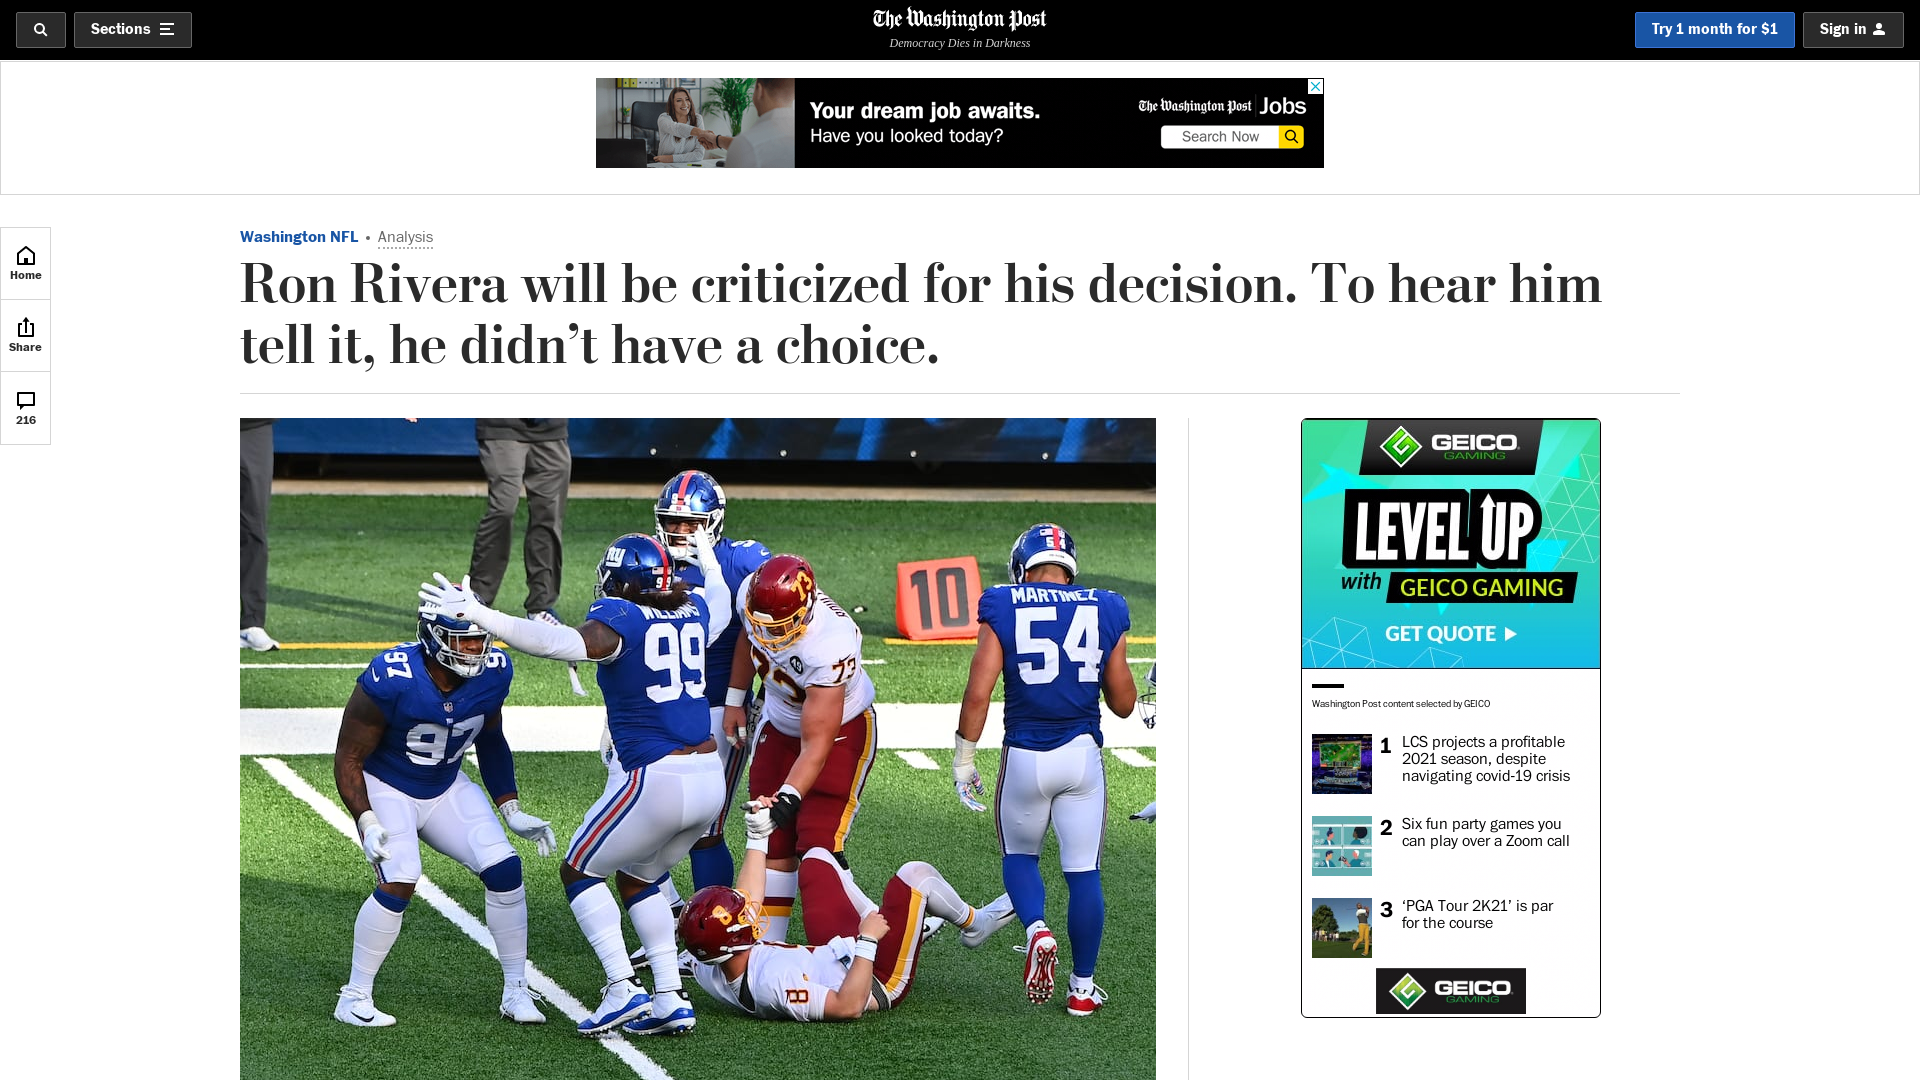 Sections
The Washington Post
Democracy Dies in Darkness
Try 1 month for $1
Sign in
Your dream job awaits.
Have you looked today?
The Washington Post Jobs
Search Now
Home
Share
216
Washington NFL • Analysis
Ron Rivera will be criticized for his decision. To hear him
tell it, he didn’t have a choice.
97
99
73
73
10
MARTINEZ
54
97
8
8
GEICO
GAMING
LEVEL UP
with GEICO GAMING
GET QUOTE
Washington Post content selected by GEICO
1 LCS projects a profitable
2021 season, despite
navigating covid-19 crisis
2 Six fun party games you
can play over a Zoom call
3 ‘PGA Tour 2K21’ is par
for the course
GEICO
GAMING